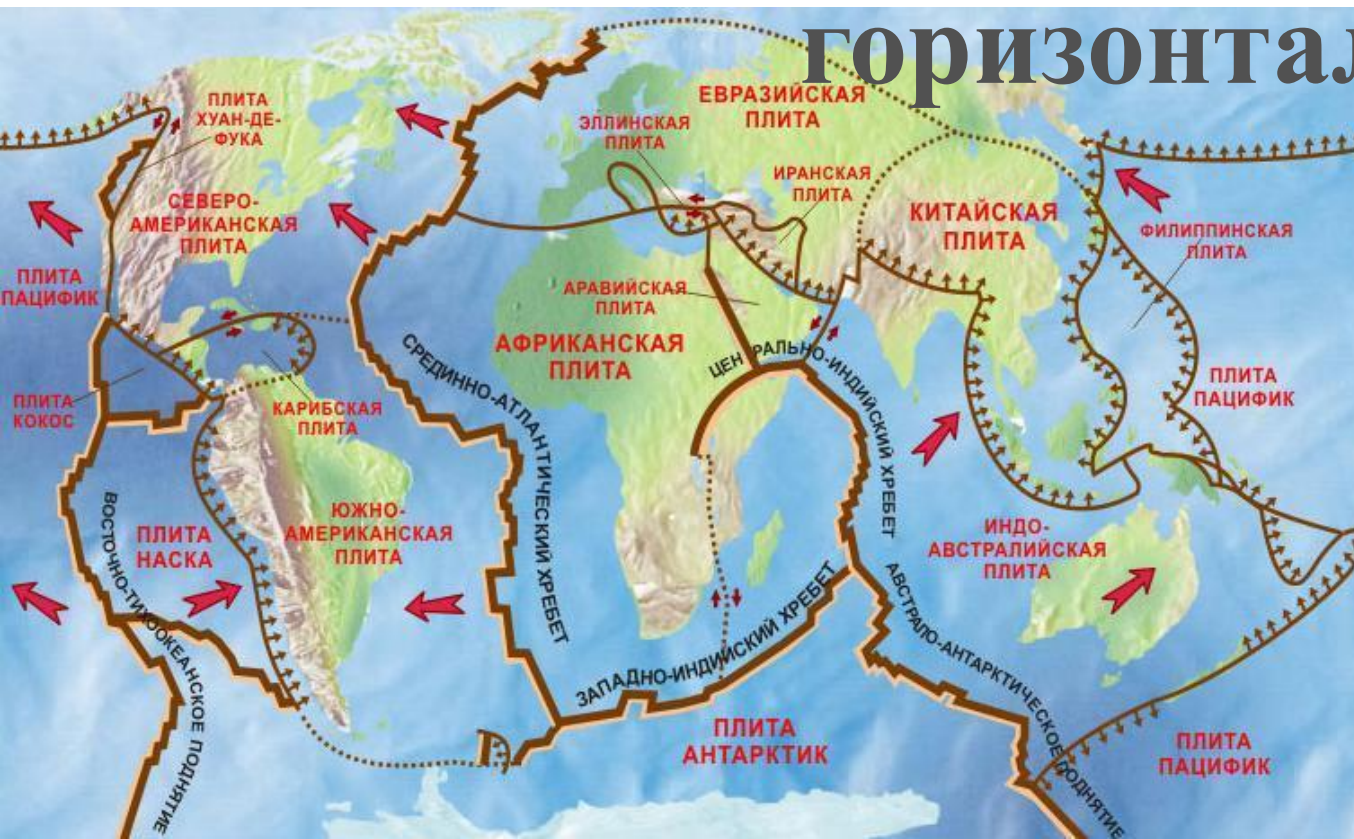 горизонтал
ПЛИТА
ХУАН-ДЕ-
ФУКА
ЕВРАЗИЙСКАЯ
ПЛИТА
ЭЛЛИНСКАЯ
ПЛИТА
ИРАНСКАЯ
ПЛИТА
СЕВЕРО-
АМЕРИКАНСКАЯ
ПЛИТА
КИТАЙСКАЯ
ПЛИТА
ФИЛИППИНСКАЯ
ПЛИТА
ПЛИТА
ПАЦИФИК
АРАВИЙСКАЯ
ПЛИТА
АФРИКАНСКАЯ
ПЛИТА
СРЕДИННО-АТЛАНТИЧЕСКИЙ ХРЕБЕТ
ЦЕН РАЛЬНО-ИНДИЙСКИЙ ХРЕБЕТ
ПЛИТА
КОКОС
КАРИБСКАЯ
ПЛИТА
ПЛИТА
ПАЦИФИК
ВОСТОЧНО-ТИХООКЕАНСКОЕ ПОДНЯТИЕ
ПЛИТА
НАСКА
ЮЖНО-
АМЕРИКАНСКАЯ
ПЛИТА
ИНДО-
АВСТРАЛИЙСКАЯ
ПЛИТА
ЗАПАДНО-ИНДИЙСКИЙ ХРЕБЕТ
АВСТРАЛО-АНТАРКТИЧЕСКОЕ ПОДНЯТИЕ
ПЛИТА
АНТАРКТИК
ПЛИТА
ПАЦИФИК